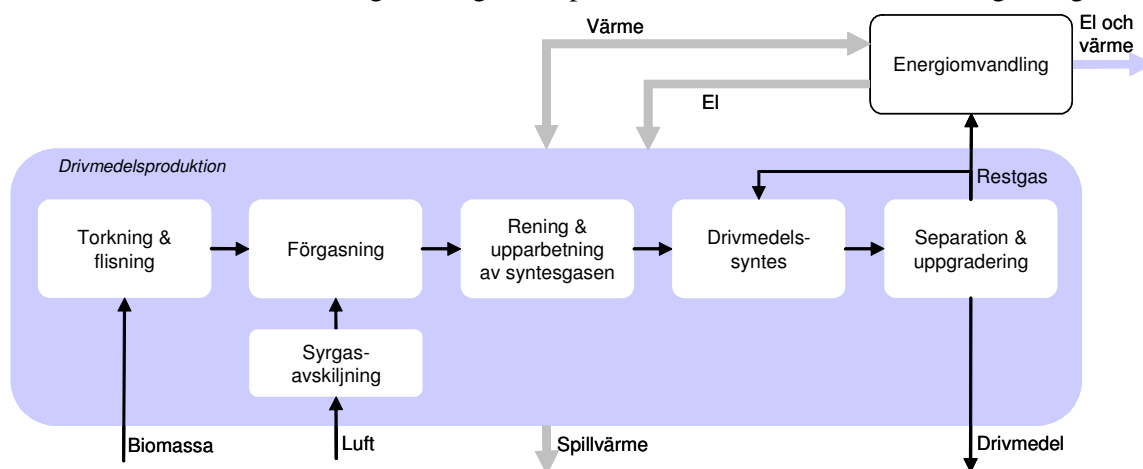 El och
värme
Värme
Energiomvandling
El
Drivmedelsproduktion
Restgas
Torkning &
flisning
Förgasning
Rening &
upparbetning
av syntesgasen
Drivmedels-
syntes
Separation &
uppgradering
Syrgas-
avskiljning
Biomassa
Luft
Spillvärme
Drivmedel